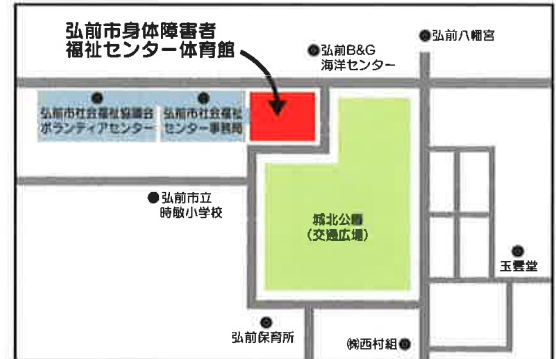 弘前市身体障害者
福祉センター体育館
弘前B&G
海洋センター
弘前八幡宮
弘前市社会福祉協議会
ボランティアセンター
弘前市社会福祉
センター事務局
弘前市立
時敏小学校
城北公園
(交通広場)
玉雲堂
弘前保育所
㈱西村組